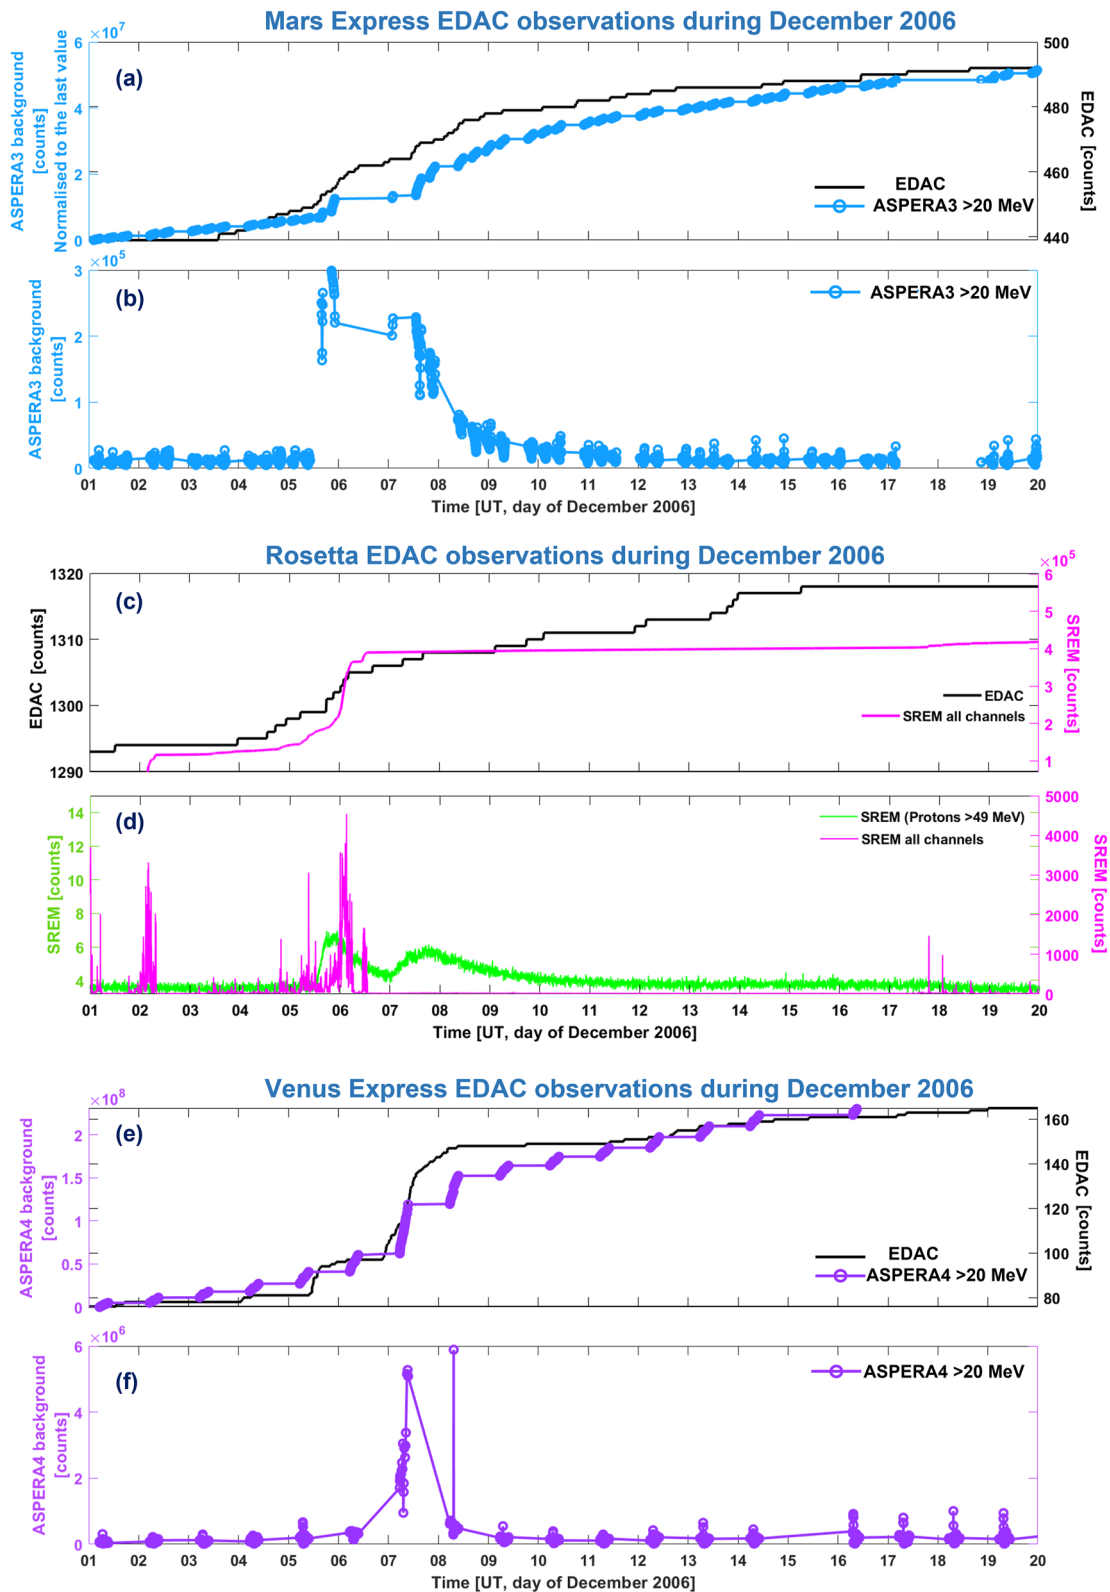 Mars Express EDAC observations during December 2006
×10^7
ASPERA3 background
[counts]
Normalised to the last value
6
4
2
0
(a)
500
480
460
440
EDAC [counts]
EDAC
ASPERA3 >20 MeV
×10^5
ASPERA3 background
[counts]
3
2
1
0
(b)
ASPERA3 >20 MeV
01 02 03 04 05 06 07 08 09 10 11 12 13 14 15 16 17 18 19 20
Time [UT, day of December 2006]
Rosetta EDAC observations during December 2006
×10^5
EDAC [counts]
1320
1310
1300
1290
(c)
6
5
4
3
2
1
SREM [counts]
EDAC
SREM all channels
SREM [counts]
14
12
10
8
6
4
(d)
5000
4000
3000
2000
1000
0
SREM [counts]
SREM (Protons >49 MeV)
SREM all channels
01 02 03 04 05 06 07 08 09 10 11 12 13 14 15 16 17 18 19 20
Time [UT, day of December 2006]
Venus Express EDAC observations during December 2006
×10^8
ASPERA4 background
[counts]
2
1.5
1
0.5
0
(e)
160
140
120
100
80
EDAC [counts]
EDAC
ASPERA4 >20 MeV
×10^6
ASPERA4 background
[counts]
6
4
2
0
(f)
ASPERA4 >20 MeV
01 02 03 04 05 06 07 08 09 10 11 12 13 14 15 16 17 18 19 20
Time [UT, day of December 2006]